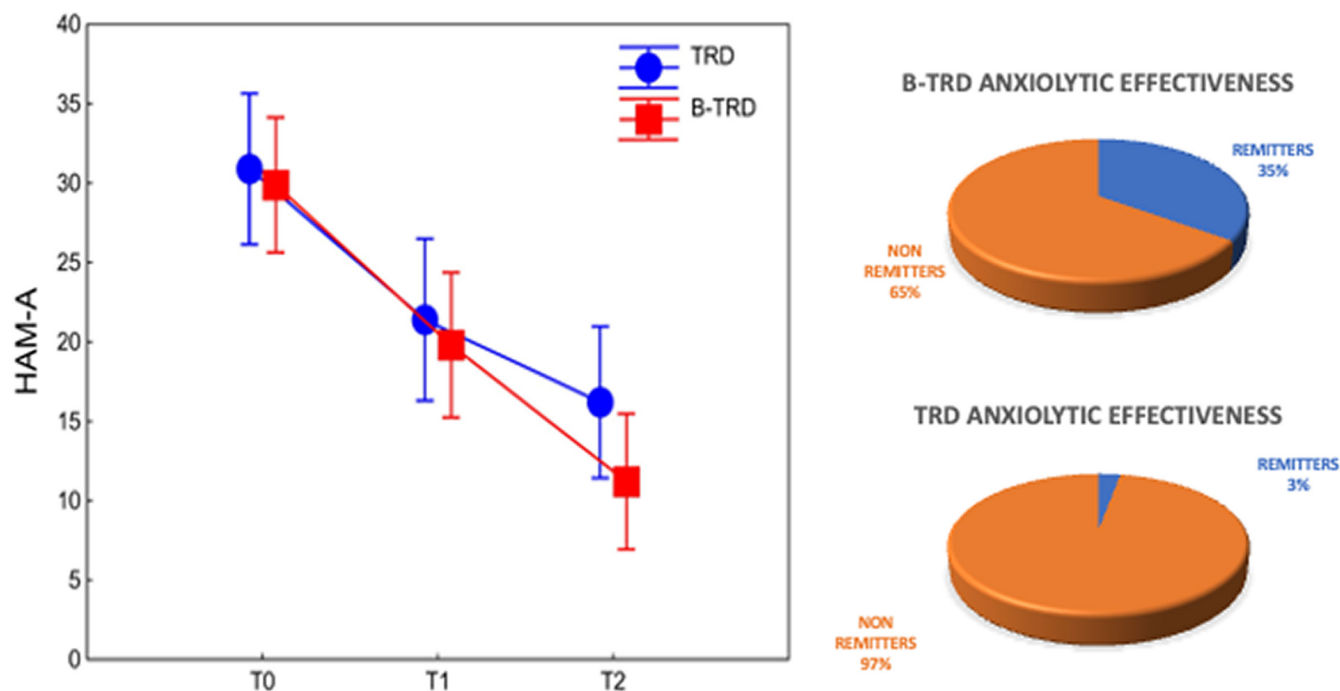 40
35
30
25
20
15
10
5
0
HAM-A
T0
T1
T2
TRD
B-TRD
B-TRD ANXIOLYTIC EFFECTIVENESS
REMITTERS
35%
NON
REMITTERS
65%
TRD ANXIOLYTIC EFFECTIVENESS
REMITTERS
3%
NON
REMITTERS
97%